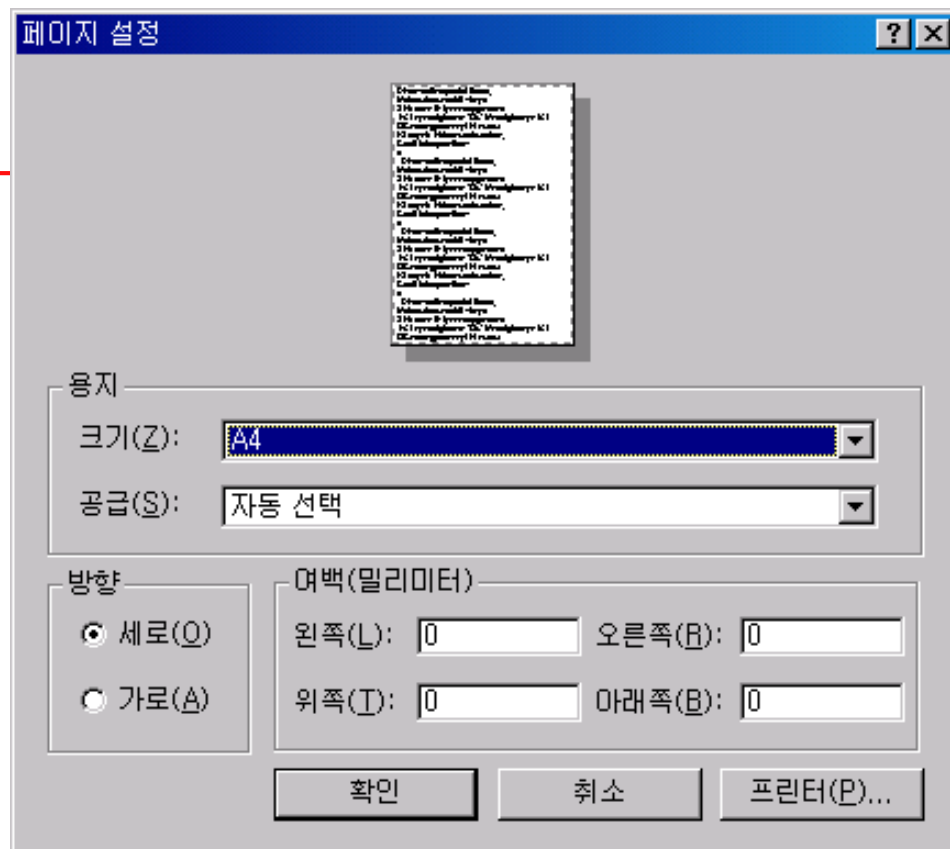 페이지 설정
용지
크기(Z): A4
공급(S): 자동 선택
방향
세로(O)
가로(A)
여백(밀리미터)
왼쪽(L): 0 오른쪽(R): 0
위쪽(T): 0 아래쪽(B): 0
확인 취소 프린터(P)...